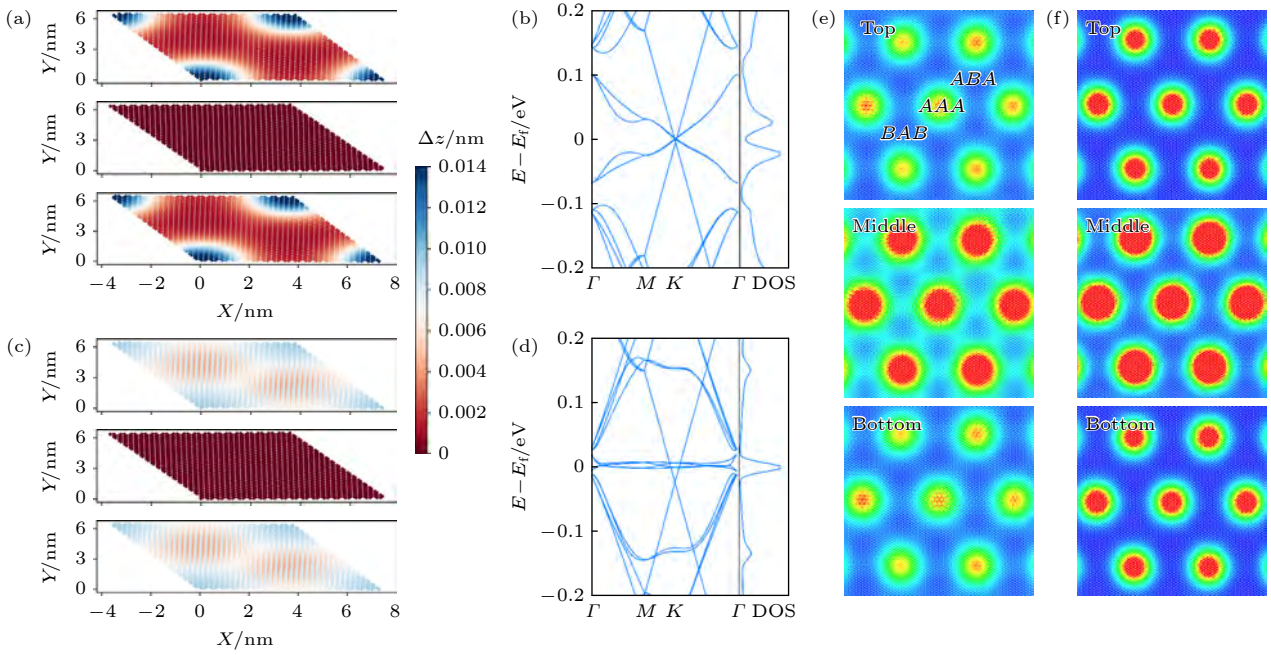 (a)
Y/nm
6
3
0
Y/nm
6
3
0
Y/nm
6
3
0
−4 −2 0 2 4 6 8
X/nm
Δz/nm
0.014
0.012
0.010
0.008
0.006
0.004
0.002
0
(b)
E−Ef/eV
0.2
0.1
0
−0.1
−0.2
Γ M K Γ DOS
(c)
Y/nm
6
3
0
Y/nm
6
3
0
Y/nm
6
3
0
−4 −2 0 2 4 6 8
X/nm
(d)
E−Ef/eV
0.2
0.1
0
−0.1
−0.2
Γ M K Γ DOS
(e)
Top
ABA
AAA
BAB
Middle
Bottom
(f)
Top
Middle
Bottom